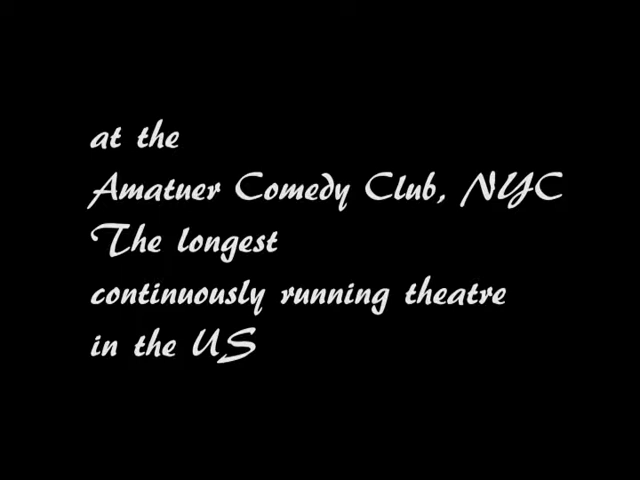 at the
Amatuer Comedy Club, NYC
The longest
continuously running theatre
in the US